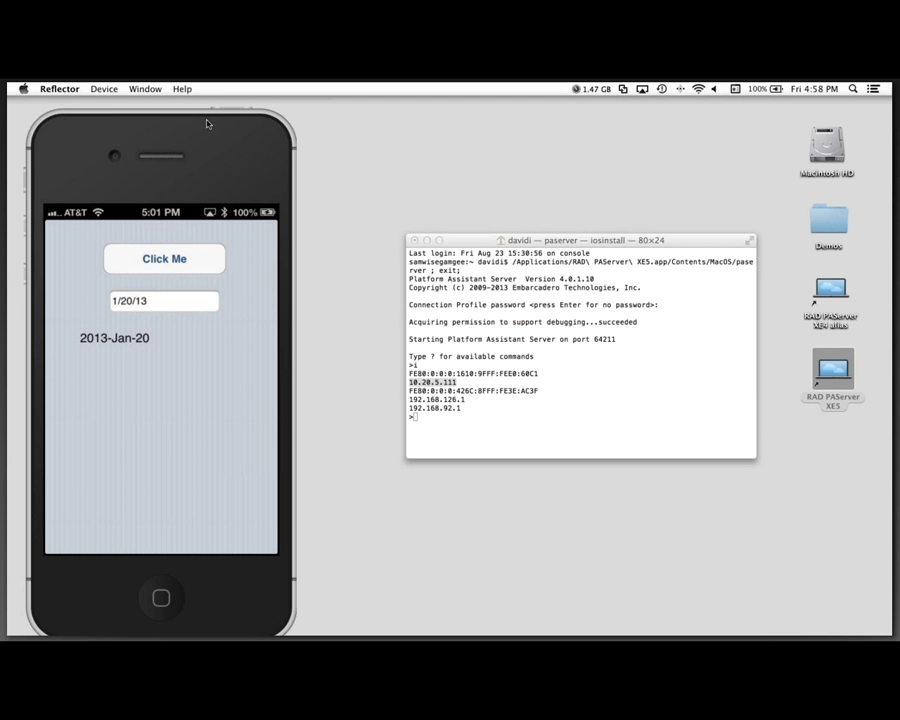 Reflector Device Window Help
1.47 GB 100% Fri 4:58 PM
AT&T 5:01 PM 100%
Click Me
1/20/13
2013-Jan-20
davidi — paserver — iosinstall — 80×24
Last login: Fri Aug 23 15:30:56 on console
samwisegamgee:~ davidi$ /Applications/RAD\ PAServer\ XE5.app/Contents/MacOS/pase
rver ; exit;
Platform Assistant Server  Version 4.0.1.10
Copyright (c) 2009-2013 Embarcadero Technologies, Inc.
Connection Profile password <press Enter for no password>:
Acquiring permission to support debugging...succeeded
Starting Platform Assistant Server on port 64211
Type ? for available commands
>i
FE80:0:0:0:1610:9FFF:FEE0:60C1
10.20.5.111
FE80:0:0:0:426C:8FFF:FE3E:AC3F
192.168.126.1
192.168.92.1
>
Macintosh HD
Demos
RAD PAServer
XE4 alias
RAD PAServer
XE5